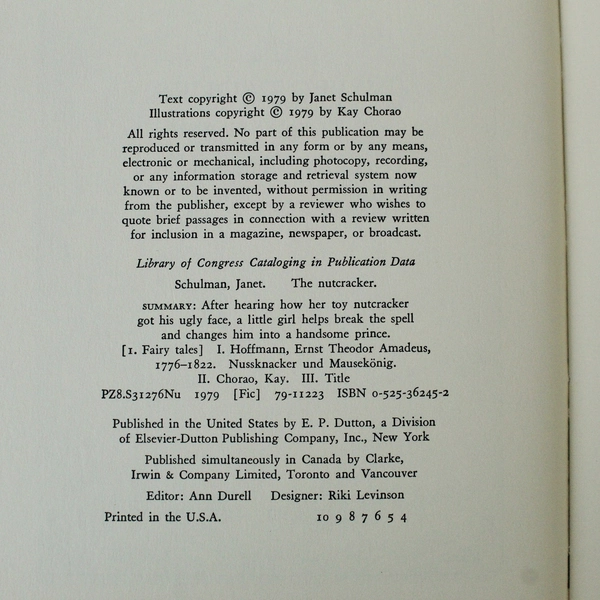 Text copyright © 1979 by Janet Schulman
Illustrations copyright © 1979 by Kay Chorao
All rights reserved. No part of this publication may be
reproduced or transmitted in any form or by any means,
electronic or mechanical, including photocopy, recording,
or any information storage and retrieval system now
known or to be invented, without permission in writing
from the publisher, except by a reviewer who wishes to
quote brief passages in connection with a review written
for inclusion in a magazine, newspaper, or broadcast.
Library of Congress Cataloging in Publication Data
Schulman, Janet. The nutcracker.
SUMMARY: After hearing how her toy nutcracker
got his ugly face, a little girl helps break the spell
and changes him into a handsome prince.
[1. Fairy tales] I. Hoffmann, Ernst Theodor Amadeus,
1776–1822. Nussknacker und Mausekönig.
II. Chorao, Kay. III. Title
PZ8.S31276Nu 1979 [Fic] 79-11223 ISBN 0-525-36245-2
Published in the United States by E. P. Dutton, a Division
of Elsevier-Dutton Publishing Company, Inc., New York
Published simultaneously in Canada by Clarke,
Irwin & Company Limited, Toronto and Vancouver
Editor: Ann Durell Designer: Riki Levinson
Printed in the U.S.A. 10 9 8 7 6 5 4